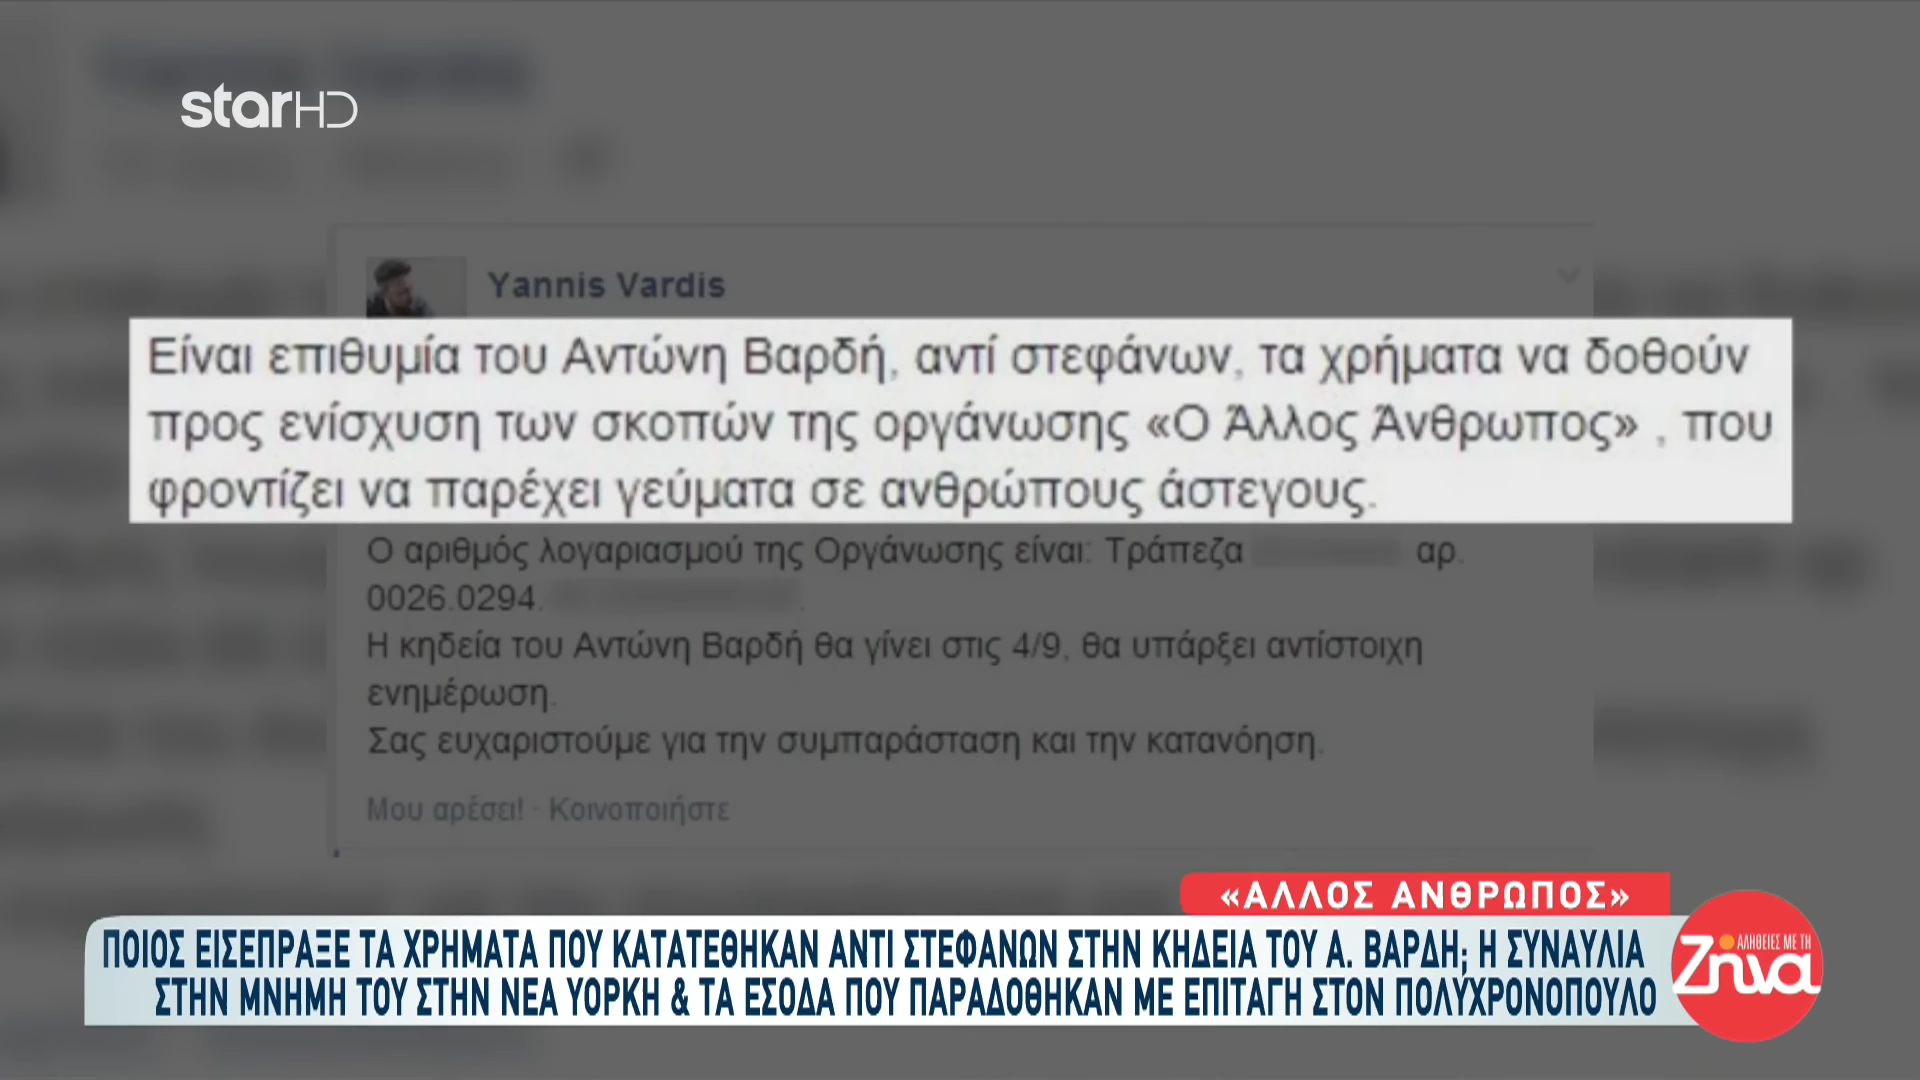 starHD
Yannis Vardis
Είναι επιθυμία του Αντώνη Βαρδή, αντί στεφάνων, τα χρήματα να δοθούν
προς ενίσχυση των σκοπών της οργάνωσης «Ο Άλλος Άνθρωπος» , που
φροντίζει να παρέχει γεύματα σε ανθρώπους άστεγους.
Ο αριθμός λογαριασμού της Οργάνωσης είναι: Τράπεζα αρ.
0026.0294.
Η κηδεία του Αντώνη Βαρδή θα γίνει στις 4/9, θα υπάρξει αντίστοιχη
ενημέρωση.
Σας ευχαριστούμε για την συμπαράσταση και την κατανόηση.
Μου αρέσει! · Κοινοποιήστε
«ΑΛΛΟΣ ΑΝΘΡΩΠΟΣ»
ΠΟΙΟΣ ΕΙΣΕΠΡΑΞΕ ΤΑ ΧΡΗΜΑΤΑ ΠΟΥ ΚΑΤΑΤΕΘΗΚΑΝ ΑΝΤΙ ΣΤΕΦΑΝΩΝ ΣΤΗΝ ΚΗΔΕΙΑ ΤΟΥ Α. ΒΑΡΔΗ; Η ΣΥΝΑΥΛΙΑ
ΣΤΗΝ ΜΝΗΜΗ ΤΟΥ ΣΤΗΝ ΝΕΑ ΥΟΡΚΗ & ΤΑ ΕΣΟΔΑ ΠΟΥ ΠΑΡΑΔΟΘΗΚΑΝ ΜΕ ΕΠΙΤΑΓΗ ΣΤΟΝ ΠΟΛΥΧΡΟΝΟΠΟΥΛΟ
ΑΛΗΘΕΙΕΣ ΜΕ ΤΗ
Ζήνα